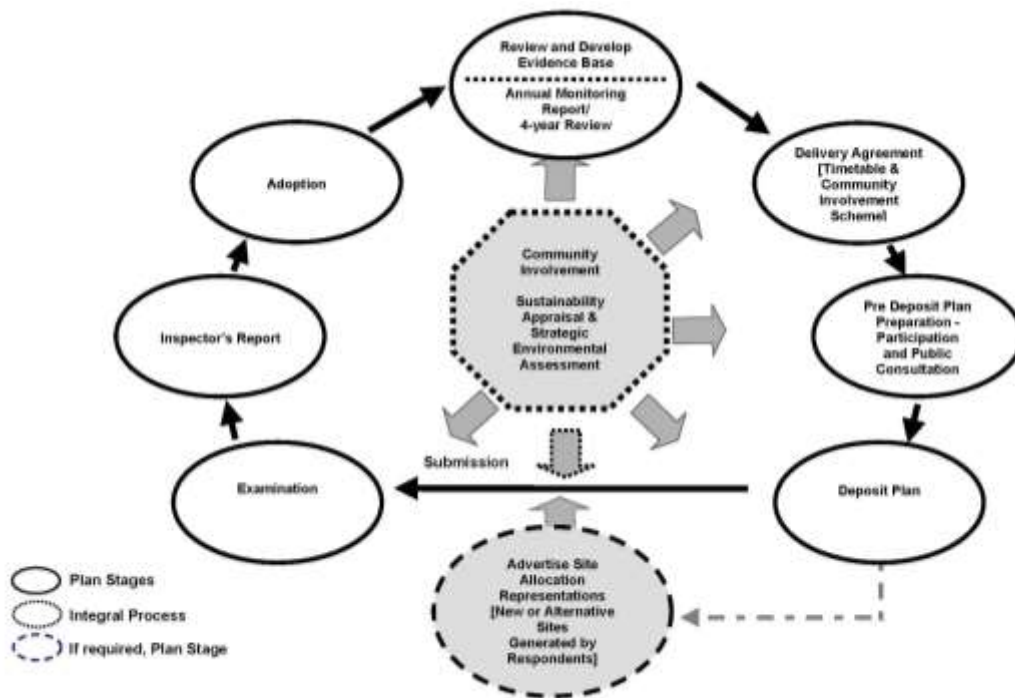 Review and Develop
Evidence Base
Annual Monitoring
Report/
4-year Review
Delivery Agreement
[Timetable &
Community
Involvement
Scheme]
Pre Deposit Plan
Preparation -
Participation
and Public
Consultation
Deposit Plan
Submission
Examination
Inspector's Report
Adoption
Community
Involvement
Sustainability
Appraisal &
Strategic
Environmental
Assessment
Advertise Site
Allocation
Representations
[New or Alternative
Sites
Generated by
Respondents]
Plan Stages
Integral Process
If required, Plan Stage